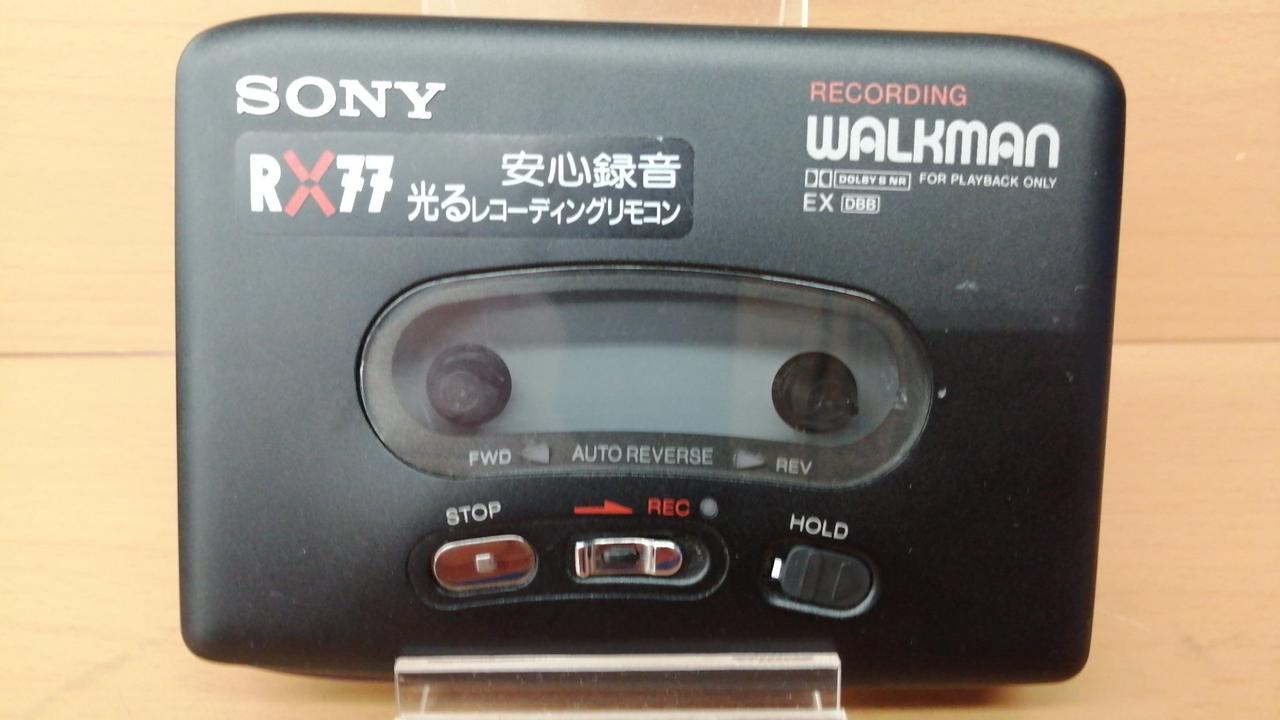 SONY
RX77
安心録音
光るレコーディングリモコン
RECORDING
WALKMAN
DOLBY B NR FOR PLAYBACK ONLY
EX DBB
FWD AUTO REVERSE REV
STOP
REC
HOLD